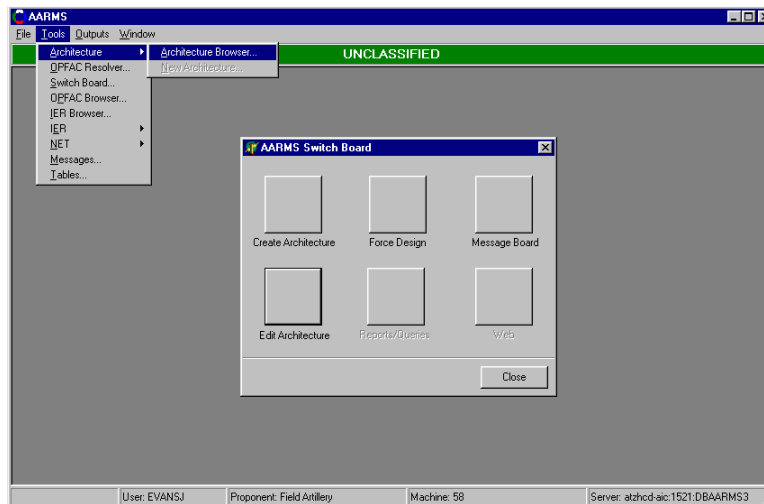 AARMS
File Tools Outputs Window
UNCLASSIFIED
Architecture
OPFAC Resolver...
Switch Board...
OPFAC Browser...
IER Browser...
IER
NET
Messages...
Tables...
Architecture Browser...
New Architecture...
AARMS Switch Board
Create Architecture Force Design Message Board
Edit Architecture Reports/Queries Web
Close
User: EVANSJ Proponent: Field Artillery Machine: 58 Server: atzhcd-aic:1521:DBAARMS3